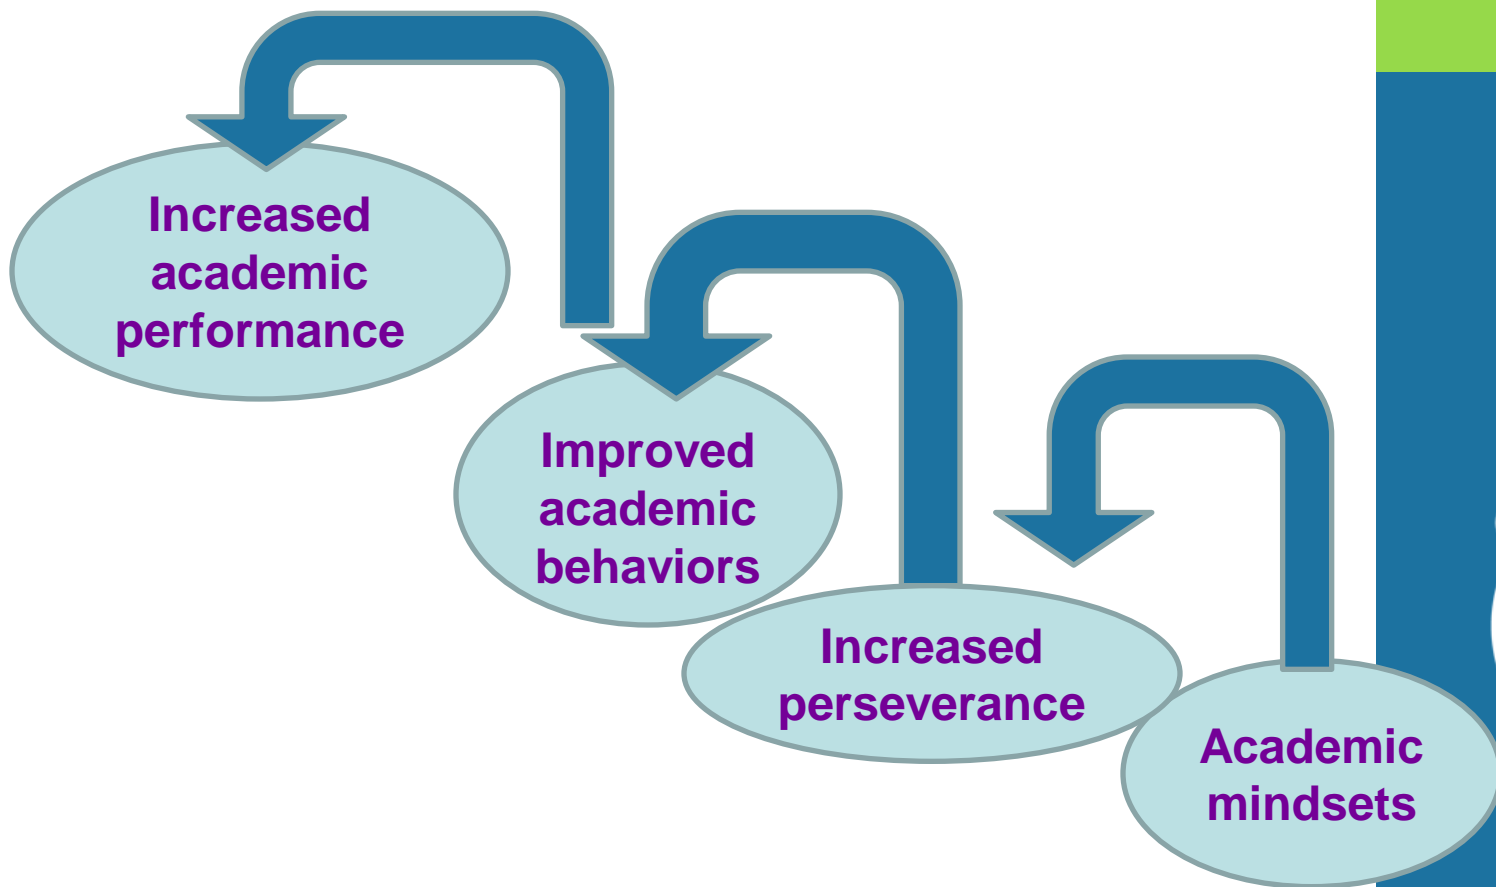 Increased
academic
performance
Improved
academic
behaviors
Increased
perseverance
Academic
mindsets